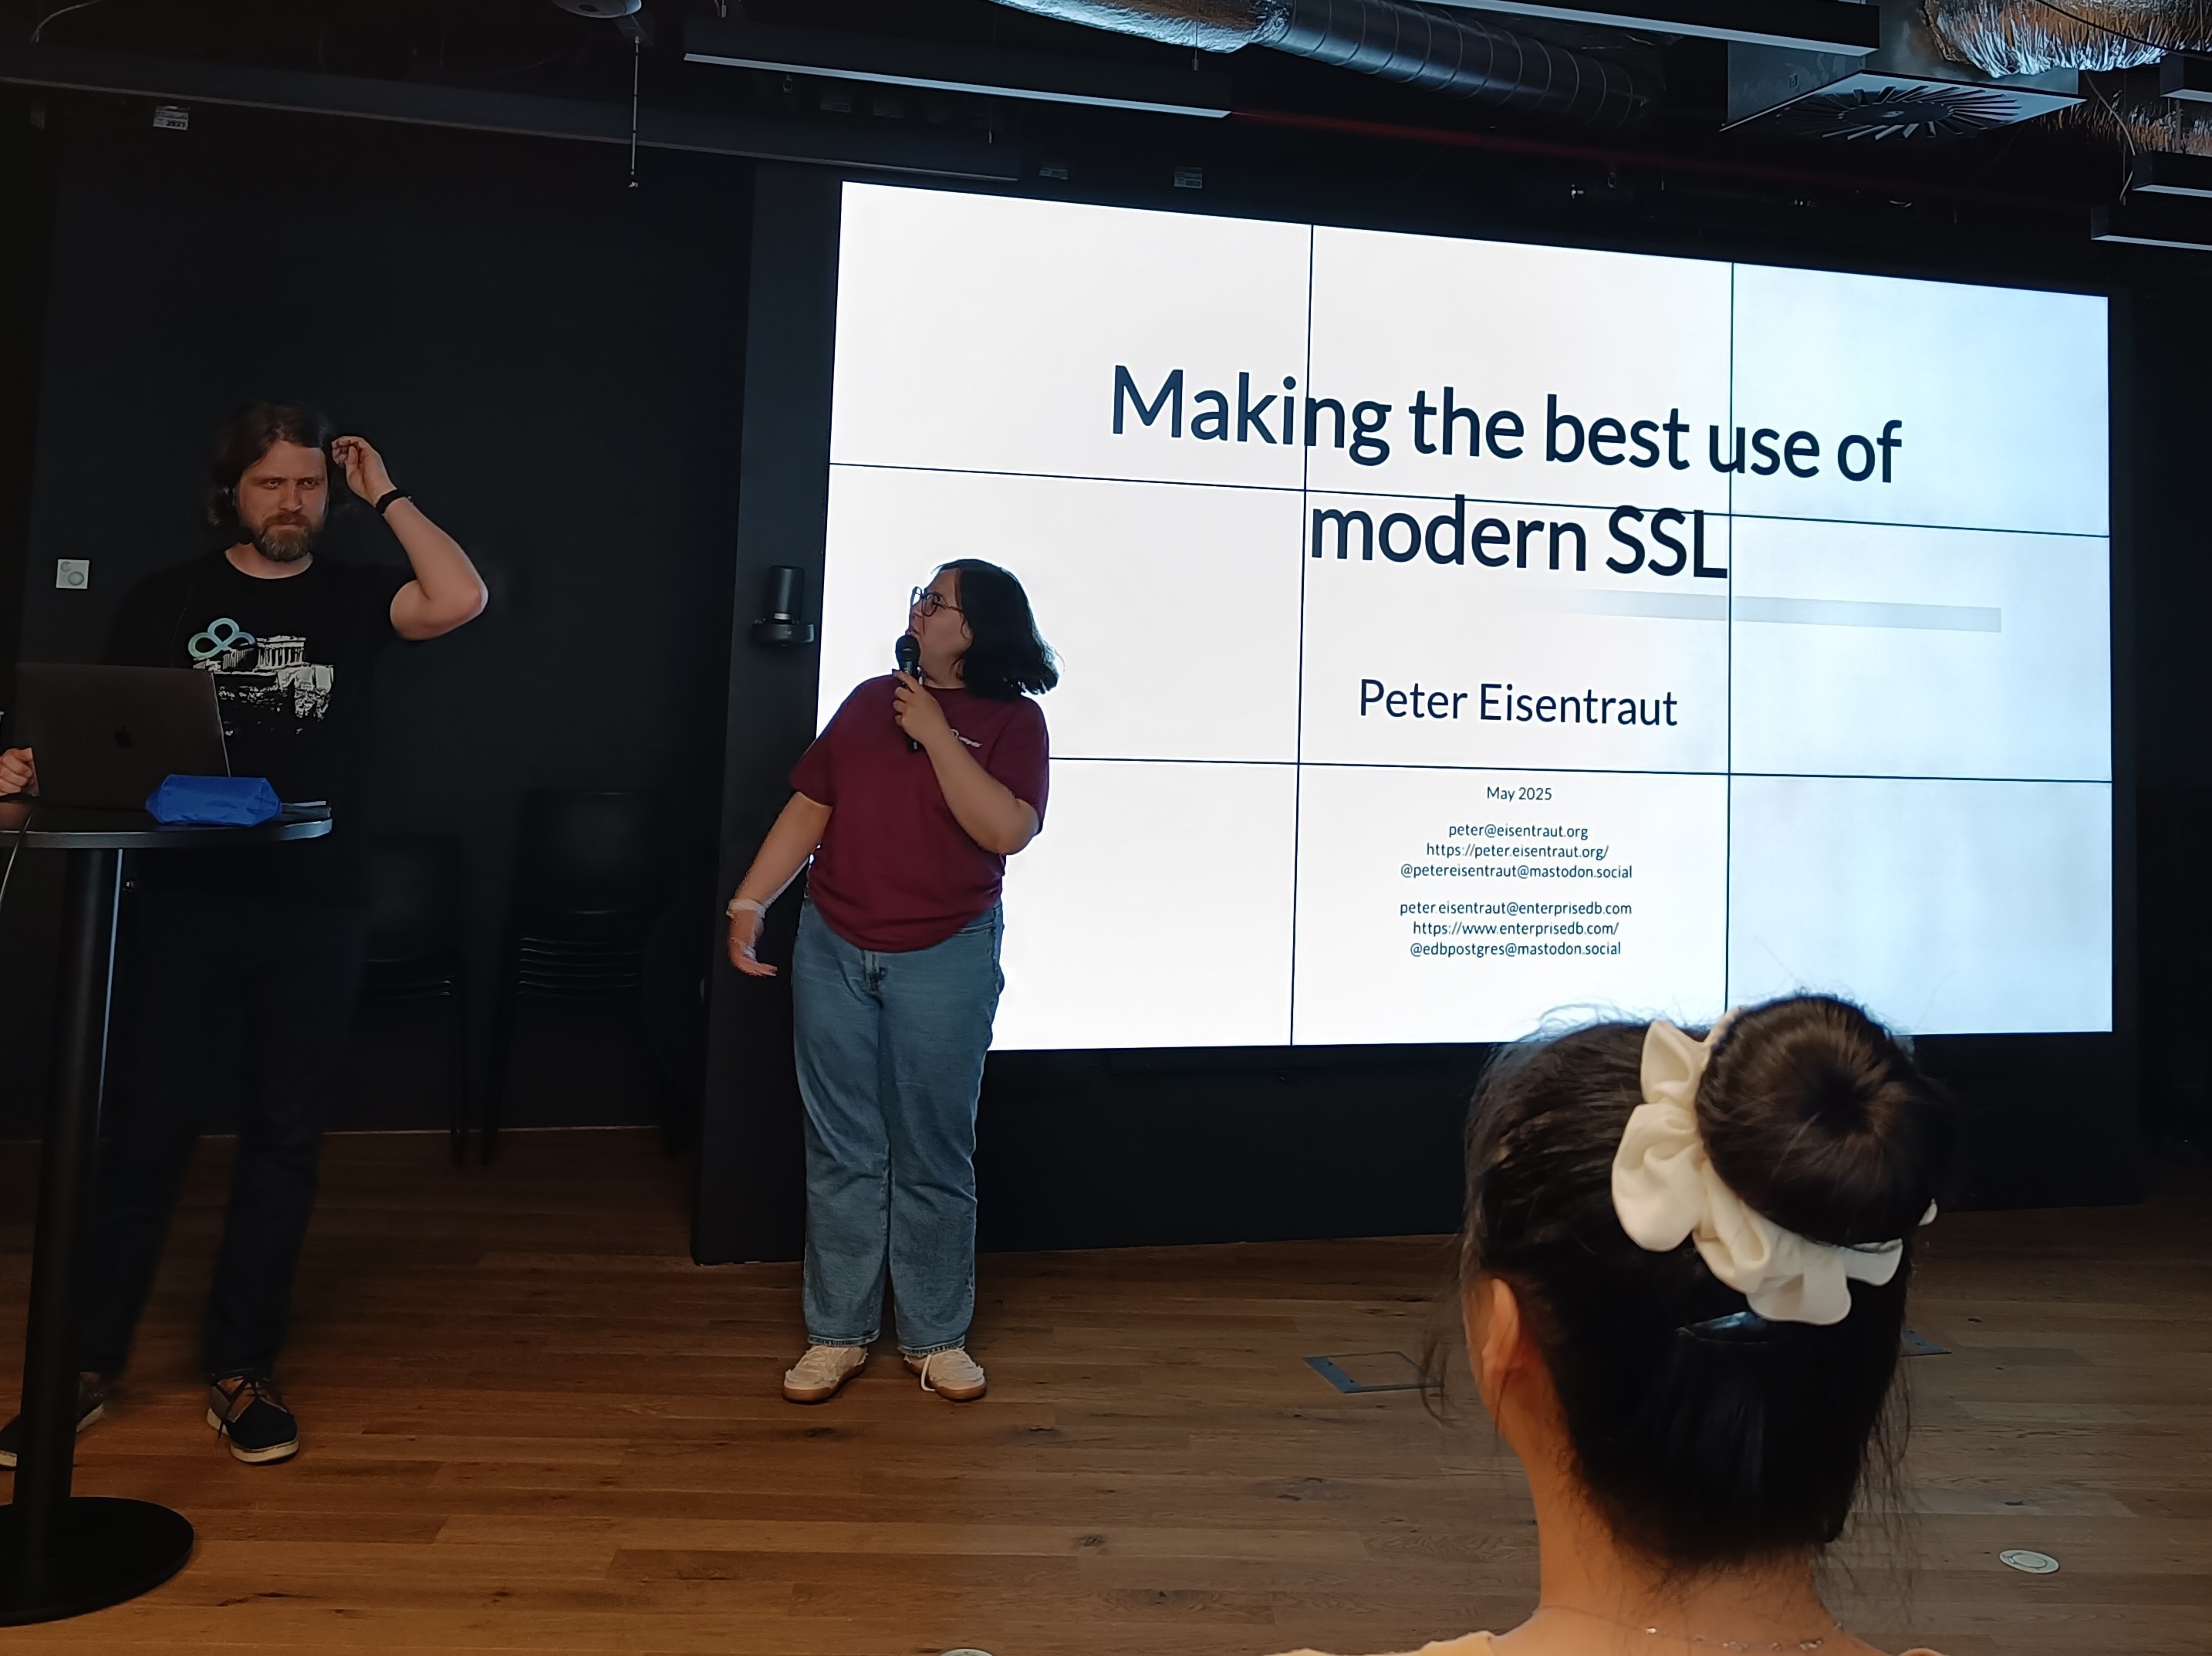 Making the best use of
modern SSL
Peter Eisentraut
May 2025
peter@eisentraut.org
https://peter.eisentraut.org/
@petereisentraut@mastodon.social
peter.eisentraut@enterprisedb.com
https://www.enterprisedb.com/
@edbpostgres@mastodon.social